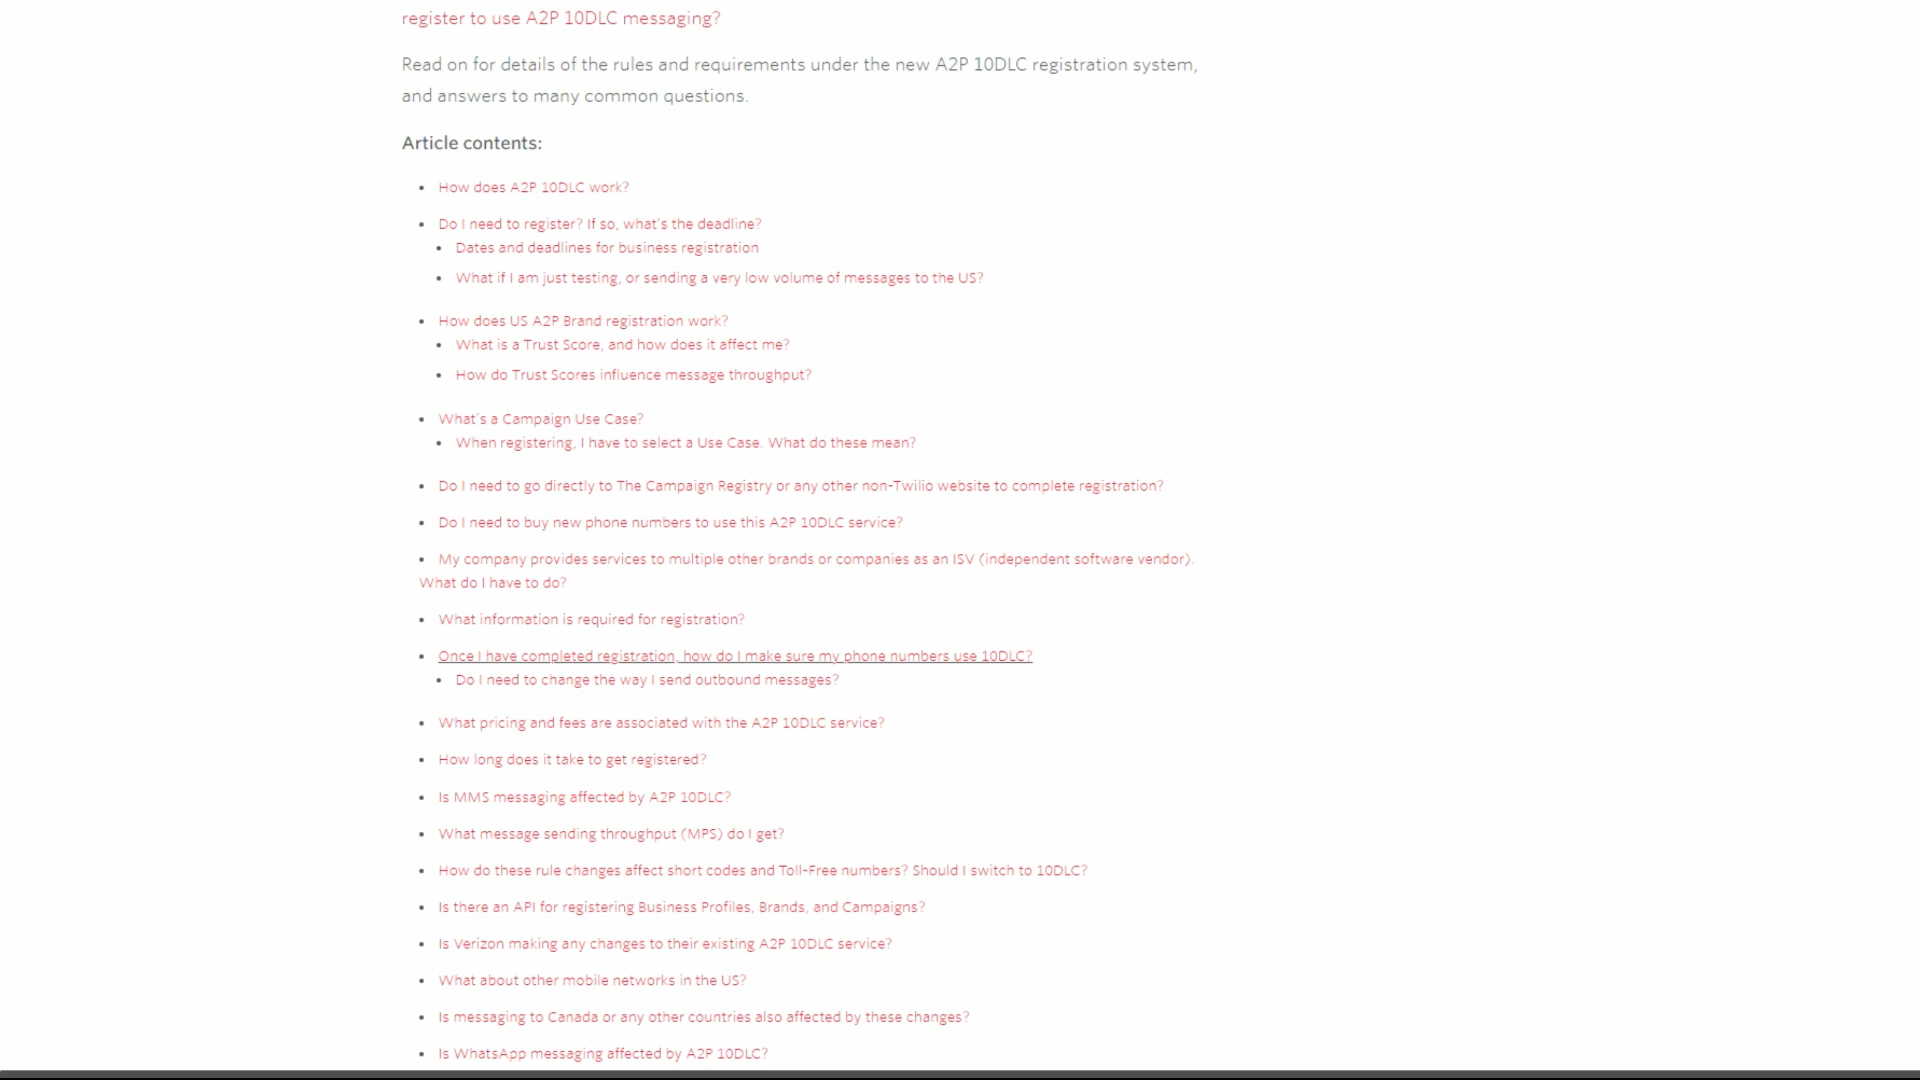 register to use A2P 10DLC messaging?
Read on for details of the rules and requirements under the new A2P 10DLC registration system,
and answers to many common questions.
Article contents:
• How does A2P 10DLC work?
• Do I need to register? If so, what's the deadline?
• Dates and deadlines for business registration
• What if I am just testing, or sending a very low volume of messages to the US?
• How does US A2P Brand registration work?
• What is a Trust Score, and how does it affect me?
• How do Trust Scores influence message throughput?
• What's a Campaign Use Case?
• When registering, I have to select a Use Case. What do these mean?
• Do I need to go directly to The Campaign Registry or any other non-Twilio website to complete registration?
• Do I need to buy new phone numbers to use this A2P 10DLC service?
• My company provides services to multiple other brands or companies as an ISV (independent software vendor).
What do I have to do?
• What information is required for registration?
• Once I have completed registration, how do I make sure my phone numbers use 10DLC?
• Do I need to change the way I send outbound messages?
• What pricing and fees are associated with the A2P 10DLC service?
• How long does it take to get registered?
• Is MMS messaging affected by A2P 10DLC?
• What message sending throughput (MPS) do I get?
• How do these rule changes affect short codes and Toll-Free numbers? Should I switch to 10DLC?
• Is there an API for registering Business Profiles, Brands, and Campaigns?
• Is Verizon making any changes to their existing A2P 10DLC service?
• What about other mobile networks in the US?
• Is messaging to Canada or any other countries also affected by these changes?
• Is WhatsApp messaging affected by A2P 10DLC?